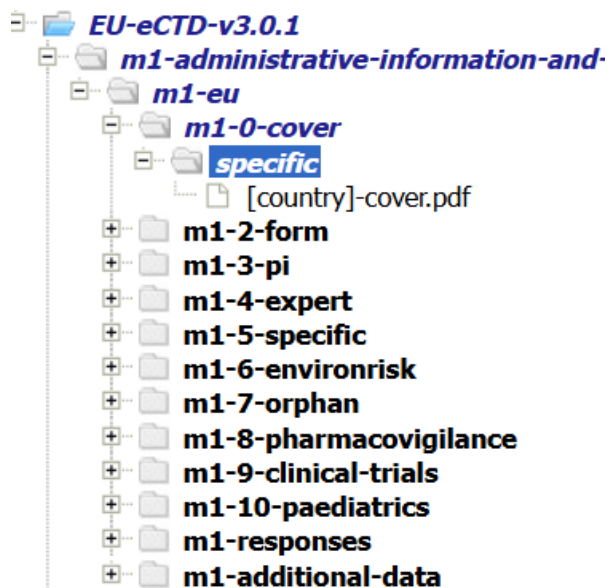 EU-eCTD-v3.0.1
m1-administrative-information-and-
m1-eu
m1-0-cover
specific
[country]-cover.pdf
m1-2-form
m1-3-pi
m1-4-expert
m1-5-specific
m1-6-environrisk
m1-7-orphan
m1-8-pharmacovigilance
m1-9-clinical-trials
m1-10-paediatrics
m1-responses
m1-additional-data